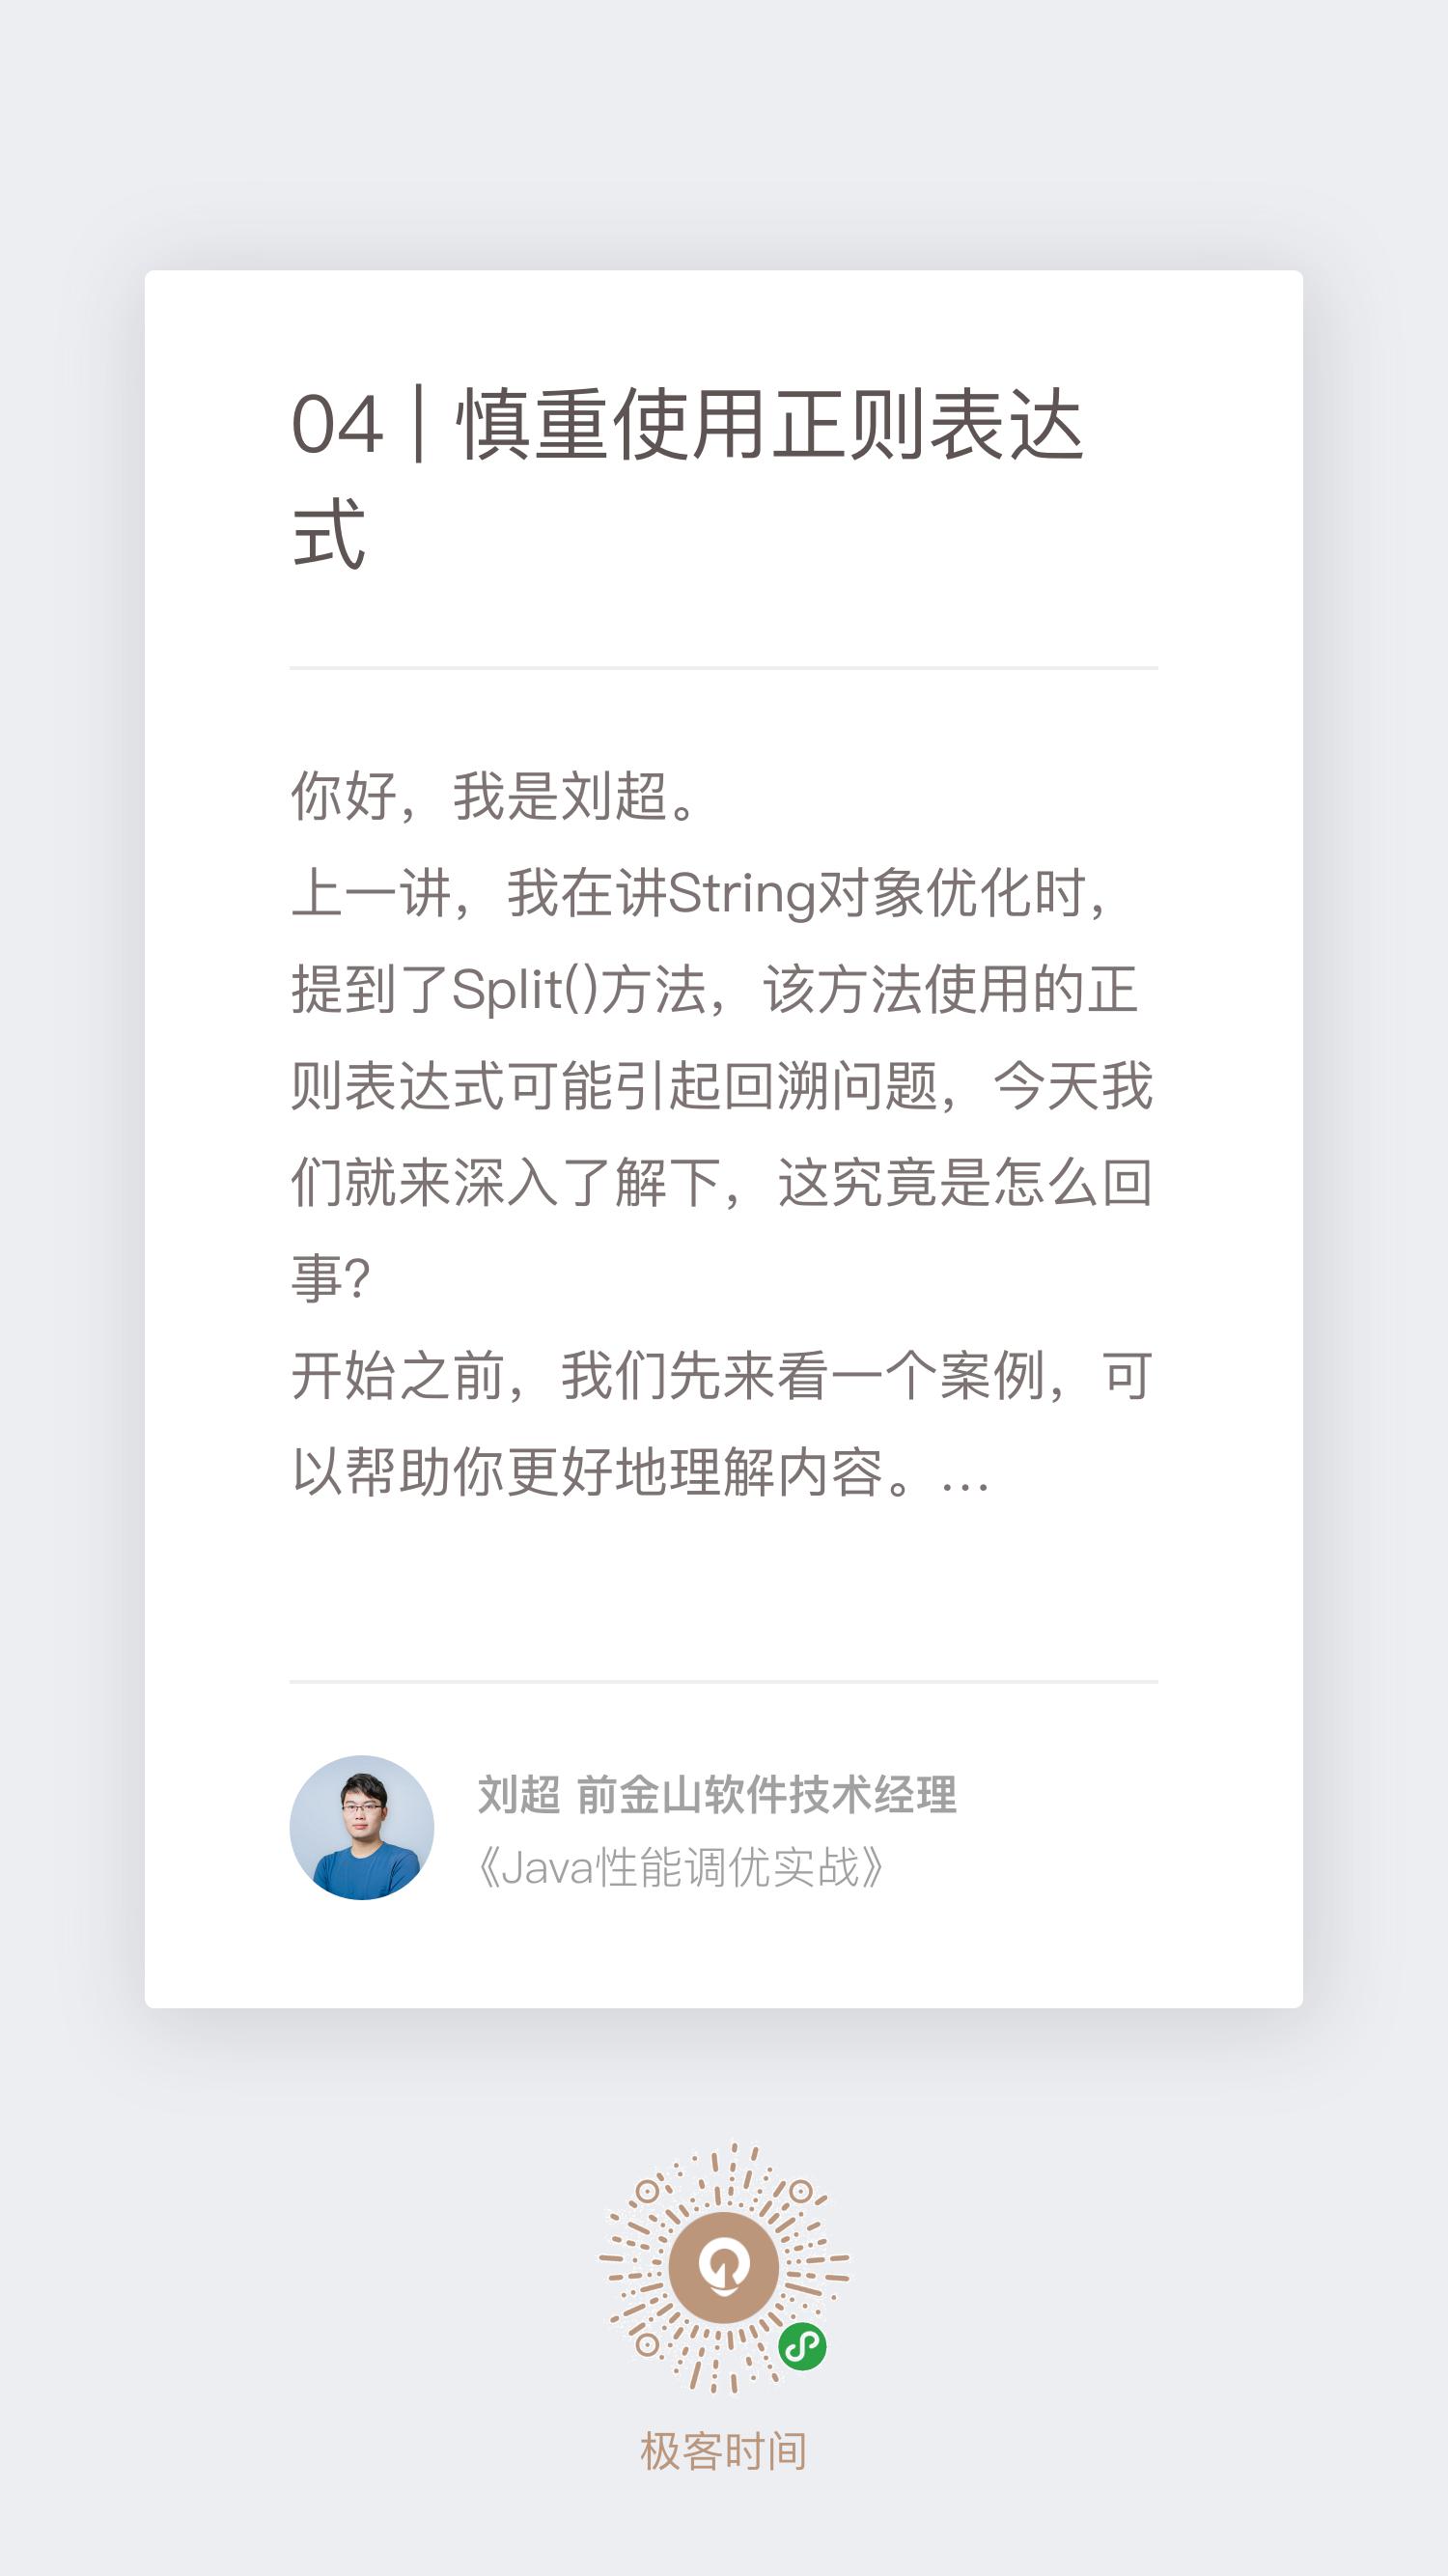 04 | 慎重使用正则表达
式
你好，我是刘超。
上一讲，我在讲String对象优化时，
提到了Split()方法，该方法使用的正
则表达式可能引起回溯问题，今天我
们就来深入了解下，这究竟是怎么回
事？
开始之前，我们先来看一个案例，可
以帮助你更好地理解内容。…
刘超 前金山软件技术经理
《Java性能调优实战》
极客时间